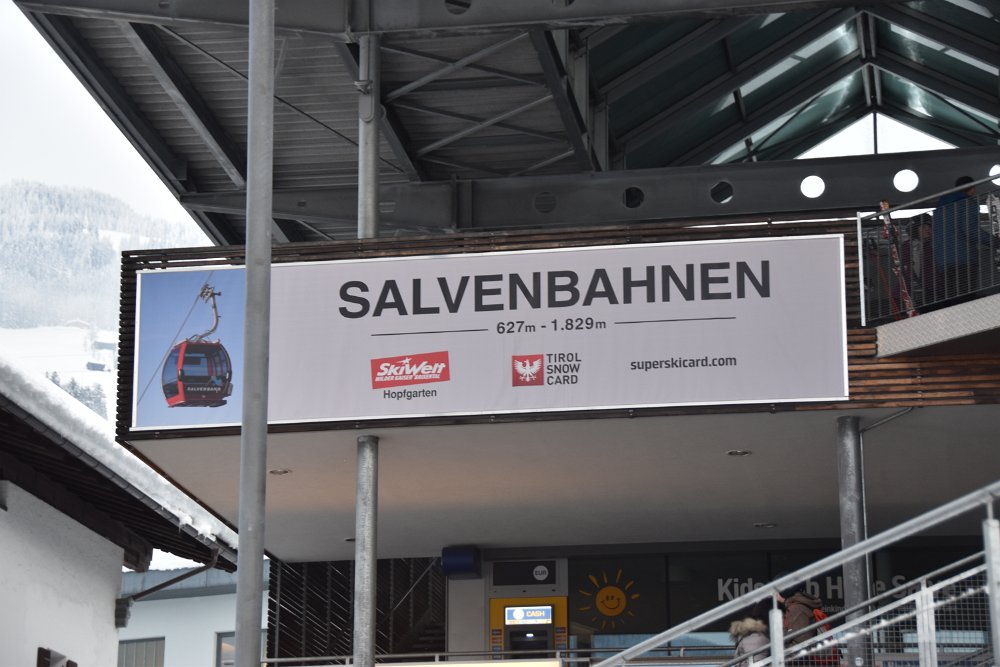 SALVENBAHNEN
627m - 1.829m
SkiWelt
WILDER KAISER BRIXENTAL
Hopfgarten
TIROL
SNOW
CARD
superskicard.com
SALVENBAHN
EUR
CASH